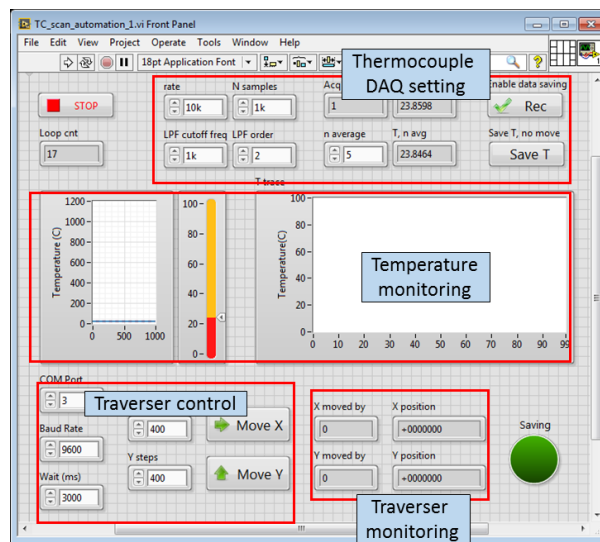 TC_scan_automation_1.vi Front Panel
File Edit View Project Operate Tools Window Help
18pt Application Font
Thermocouple
DAQ setting
rate N samples
Enable data saving
STOP
10k 1k 1 23.8598 Rec
Loop cnt
LPF cutoff freq LPF order n average T, n avg Save T, no move
17 1k 2 5 23.8464 Save T
T trace
Temperature (C)
1200
1000
800
600
400
200
0
0 500 1000
100
80
60
40
20
0
Temperature(C)
100
80
60
40
20
0
0 10 20 30 40 50 60 70 80 90 99
Temperature
monitoring
COM Port
3
Traverser control
400 Move X
Baud Rate
9600
Y steps
400 Move Y
Wait (ms)
3000
X moved by X position
0 +0000000
Y moved by Y position
0 +0000000
Saving
Traverser
monitoring